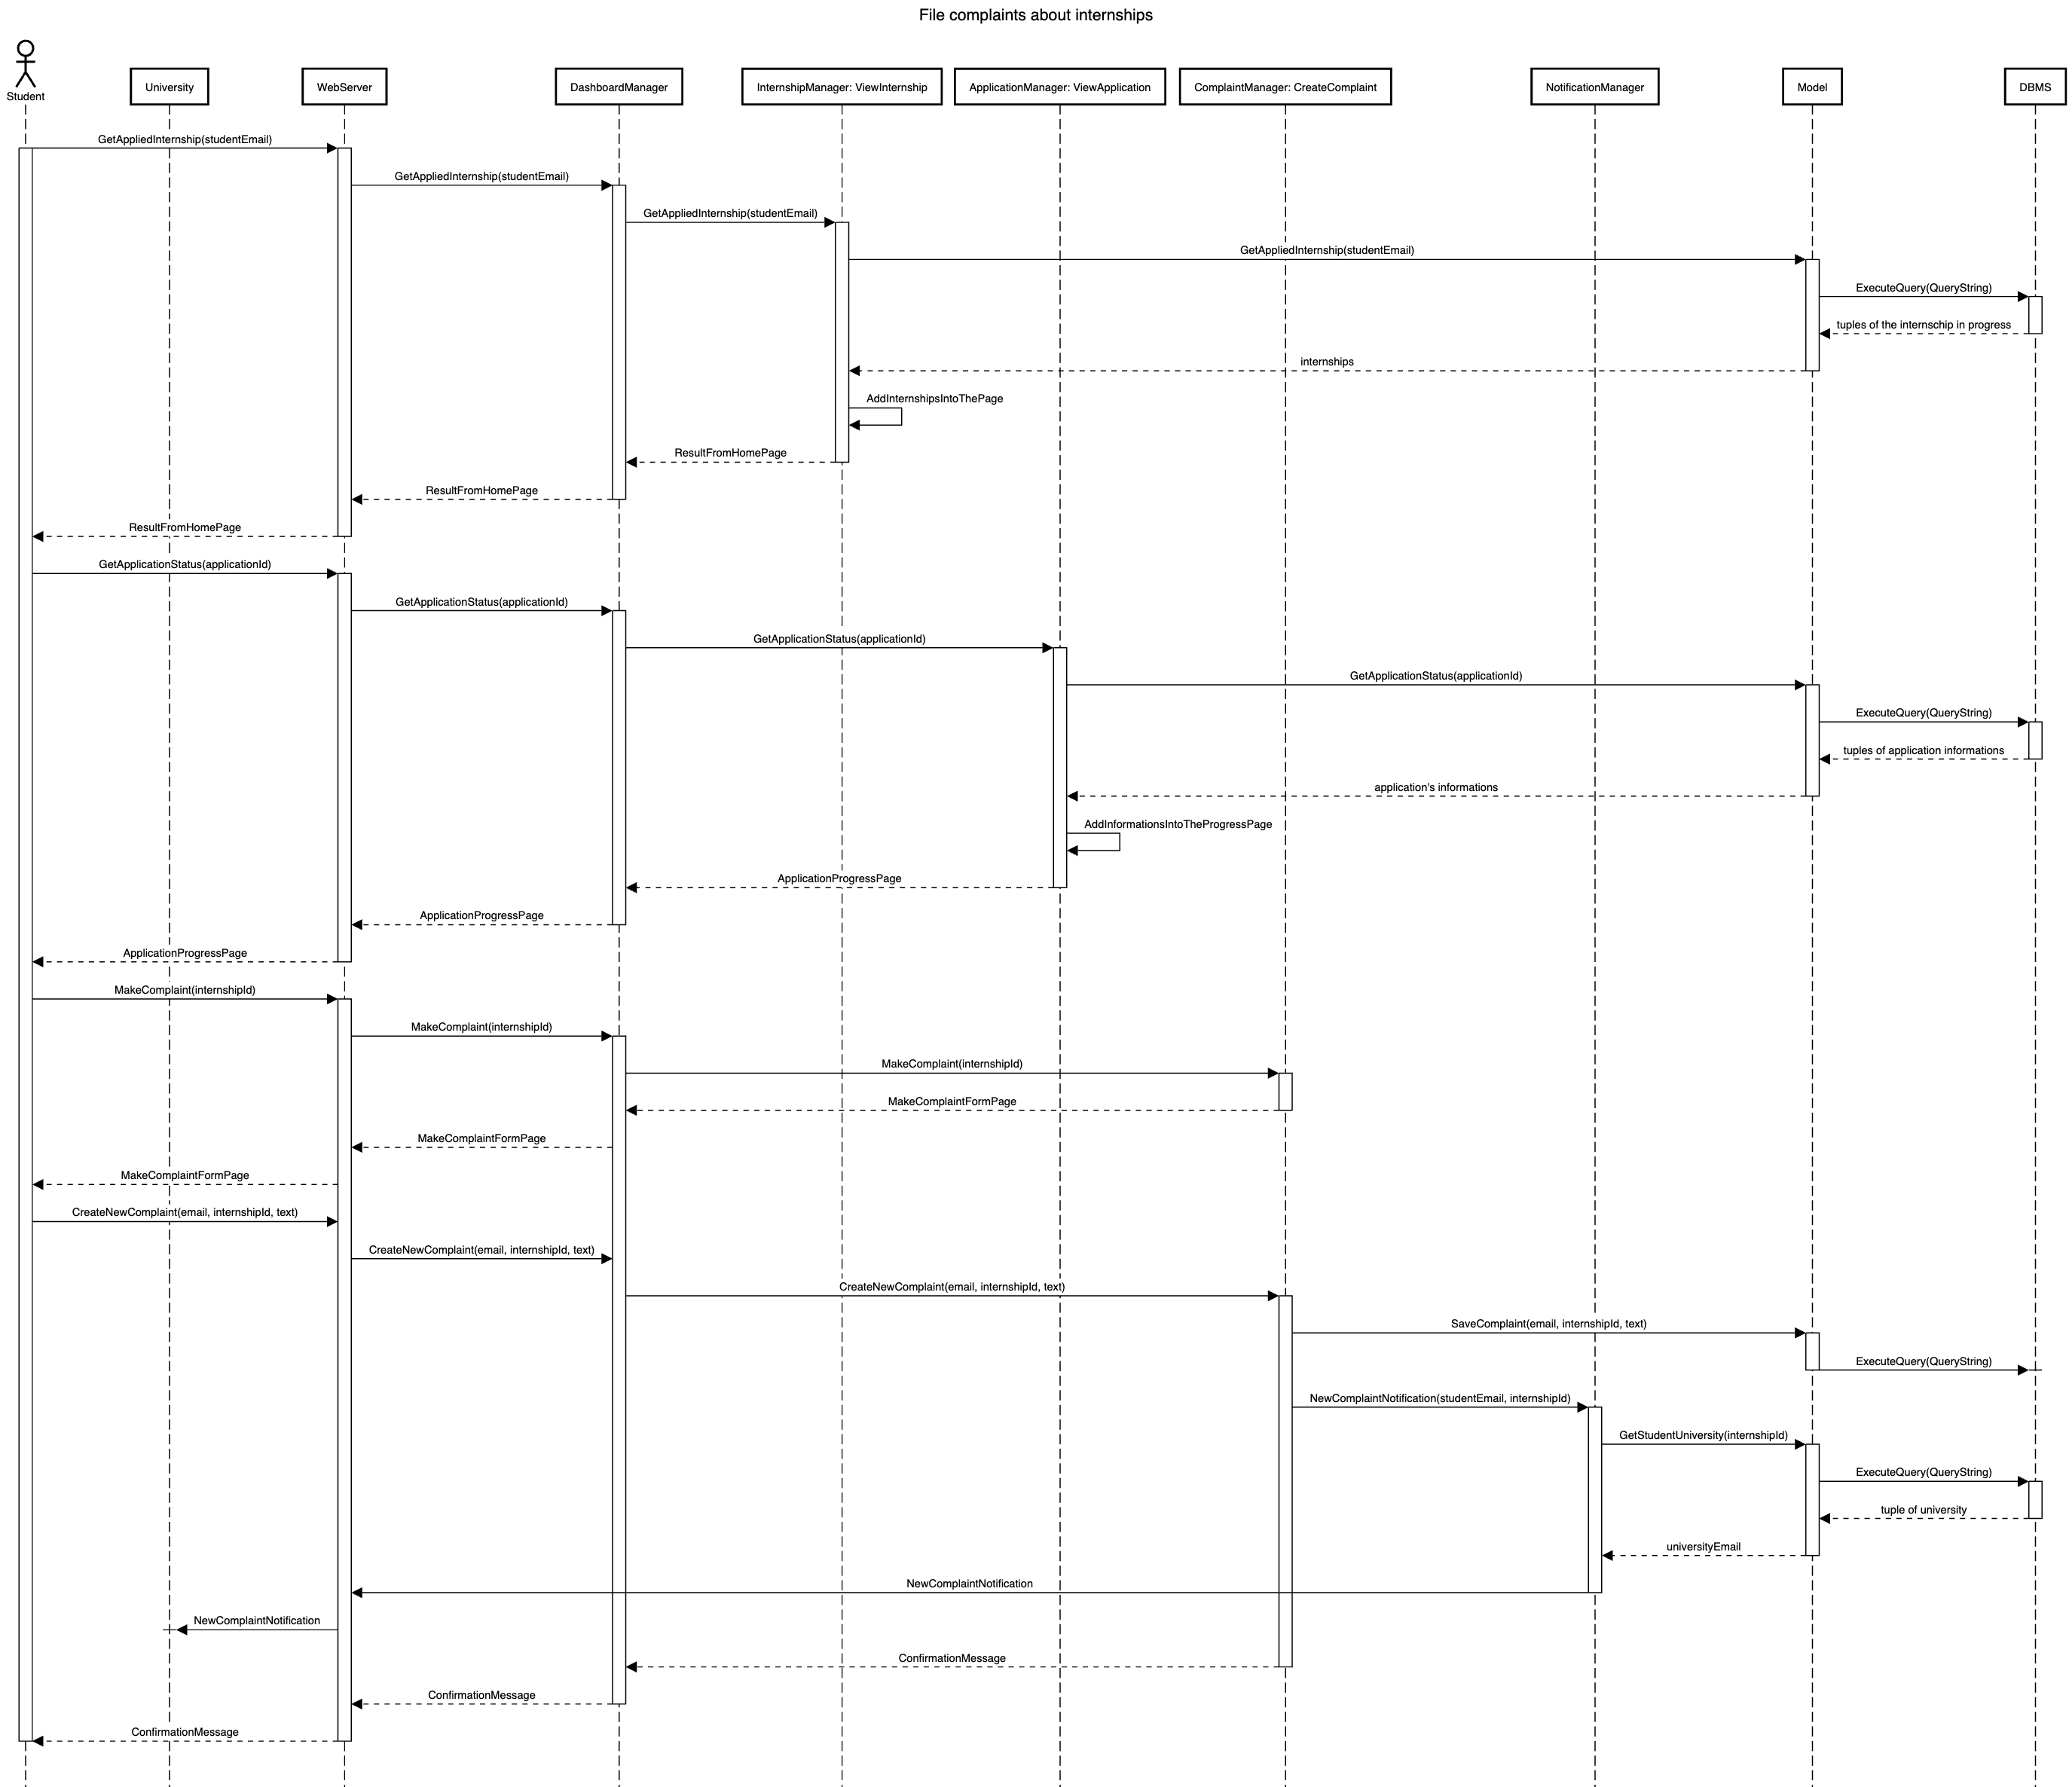 File complaints about internships
Student
University
WebServer
DashboardManager
InternshipManager: ViewInternship
ApplicationManager: ViewApplication
ComplaintManager: CreateComplaint
NotificationManager
Model
DBMS
GetAppliedInternship(studentEmail)
GetAppliedInternship(studentEmail)
GetAppliedInternship(studentEmail)
GetAppliedInternship(studentEmail)
ExecuteQuery(QueryString)
tuples of the internschip in progress
internships
AddInternshipsIntoThePage
ResultFromHomePage
ResultFromHomePage
ResultFromHomePage
GetApplicationStatus(applicationId)
GetApplicationStatus(applicationId)
GetApplicationStatus(applicationId)
GetApplicationStatus(applicationId)
ExecuteQuery(QueryString)
tuples of application informations
application's informations
AddInformationsIntoTheProgressPage
ApplicationProgressPage
ApplicationProgressPage
ApplicationProgressPage
MakeComplaint(internshipId)
MakeComplaint(internshipId)
MakeComplaint(internshipId)
MakeComplaintFormPage
MakeComplaintFormPage
MakeComplaintFormPage
CreateNewComplaint(email, internshipId, text)
CreateNewComplaint(email, internshipId, text)
CreateNewComplaint(email, internshipId, text)
SaveComplaint(email, internshipId, text)
ExecuteQuery(QueryString)
NewComplaintNotification(studentEmail, internshipId)
GetStudentUniversity(internshipId)
ExecuteQuery(QueryString)
tuple of university
universityEmail
NewComplaintNotification
NewComplaintNotification
ConfirmationMessage
ConfirmationMessage
ConfirmationMessage